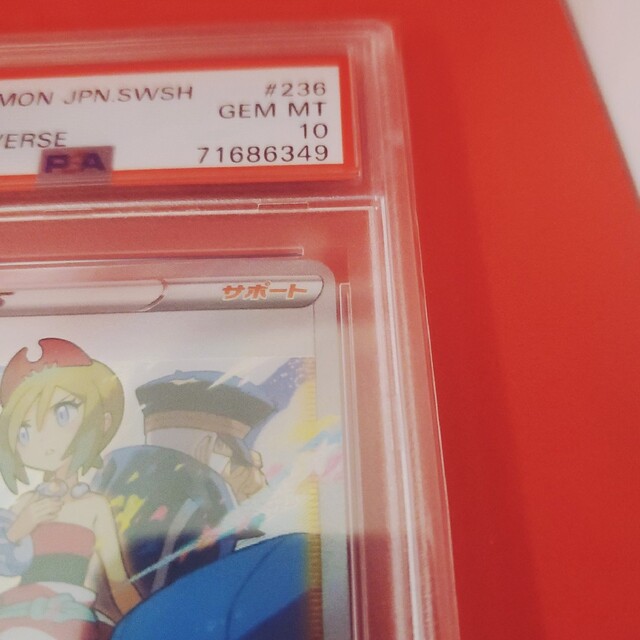 MON JPN.SWSH #236
GEM MT
VERSE 10
PSA 71686349
サポート